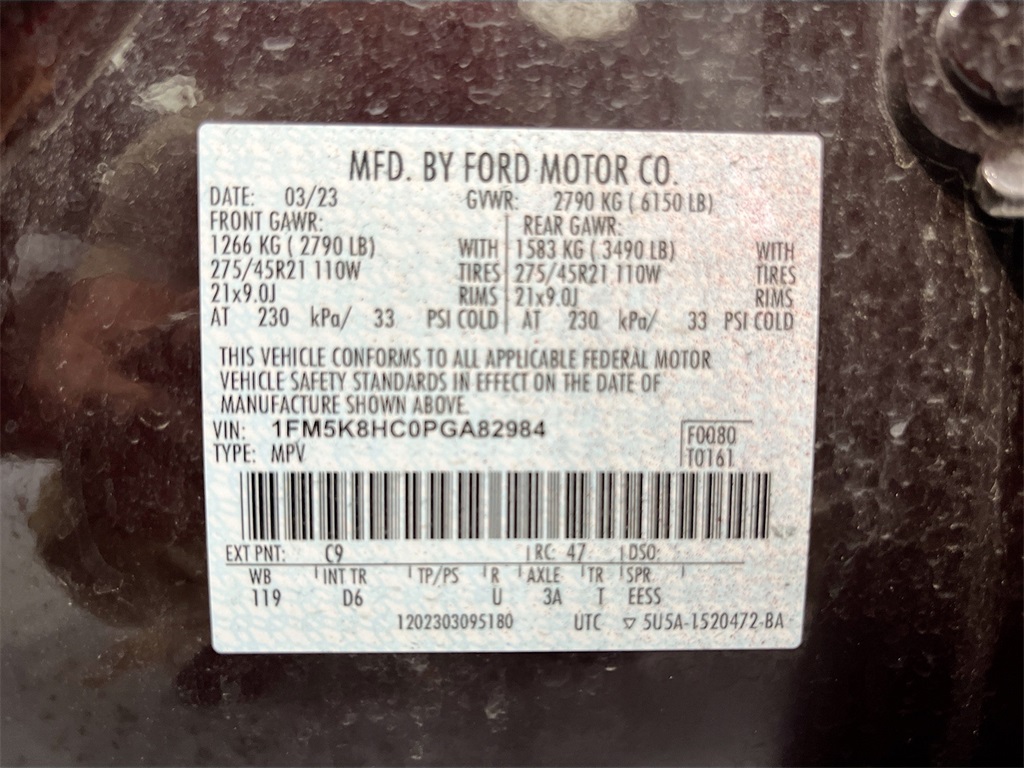 MFD. BY FORD MOTOR CO.
DATE: 03/23 GVWR: 2790 KG ( 6150 LB)
FRONT GAWR: REAR GAWR:
1266 KG ( 2790 LB) WITH 1583 KG ( 3490 LB) WITH
275/45R21 110W TIRES 275/45R21 110W TIRES
21x9.0J RIMS 21x9.0J RIMS
AT 230 kPa/ 33 PSI COLD AT 230 kPa/ 33 PSI COLD
THIS VEHICLE CONFORMS TO ALL APPLICABLE FEDERAL MOTOR
VEHICLE SAFETY STANDARDS IN EFFECT ON THE DATE OF
MANUFACTURE SHOWN ABOVE.
VIN: 1FM5K8HC0PGA82984 F0080
TYPE: MPV T0161
EXT PNT: C9 RC: 47 DSO:
WB INT TR TP/PS R AXLE TR SPR
119 D6 U 3A T EESS
1202303095180 UTC ▽ 5U5A-1520472-BA